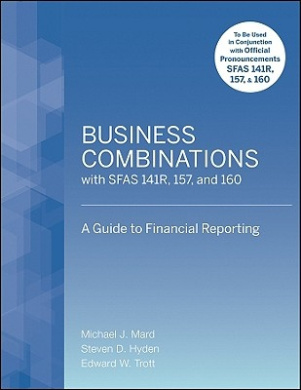 To Be Used
in Conjunction
with Official
Pronouncements
SFAS 141R,
157, & 160
BUSINESS
COMBINATIONS
with SFAS 141R, 157, and 160
A Guide to Financial Reporting
Michael J. Mard
Steven D. Hyden
Edward W. Trott